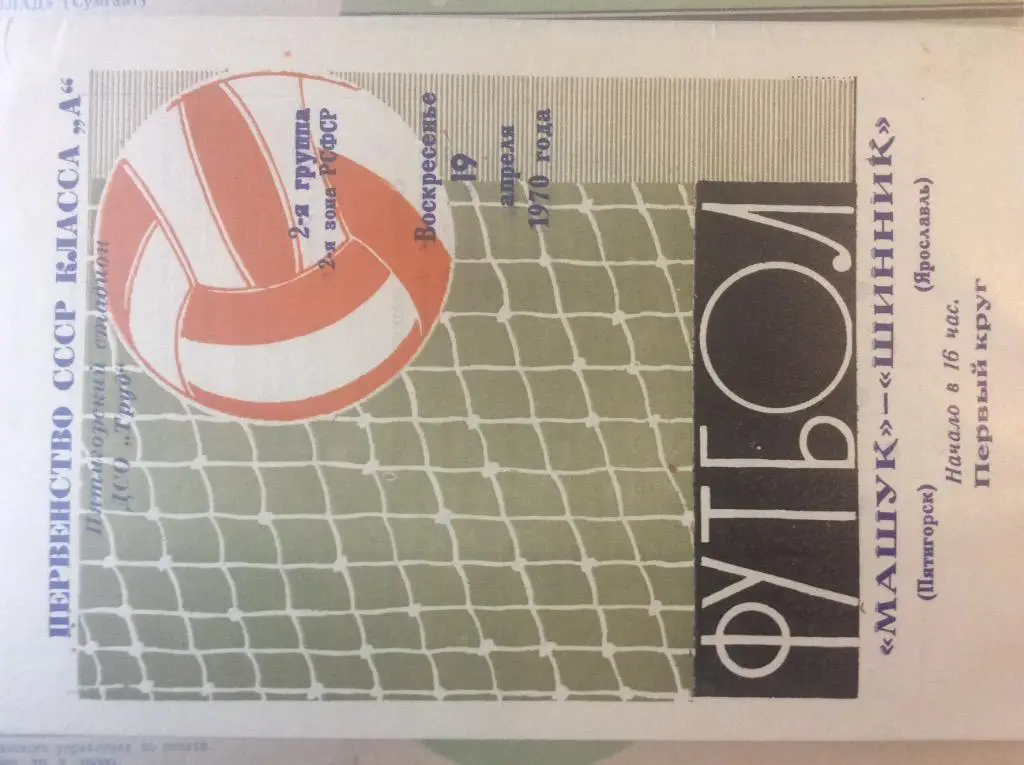 ПЕРВЕНСТВО СССР КЛАССА „А“
Пятигорский стадион
ДСО „Труд“
2-я группа
2-я зона РСФСР
Воскресенье
19
апреля
1970 года
ФУТБОЛ
«МАШУК»—«ШИННИК»
(Пятигорск) (Ярославль)
Начало в 16 час.
Первый круг